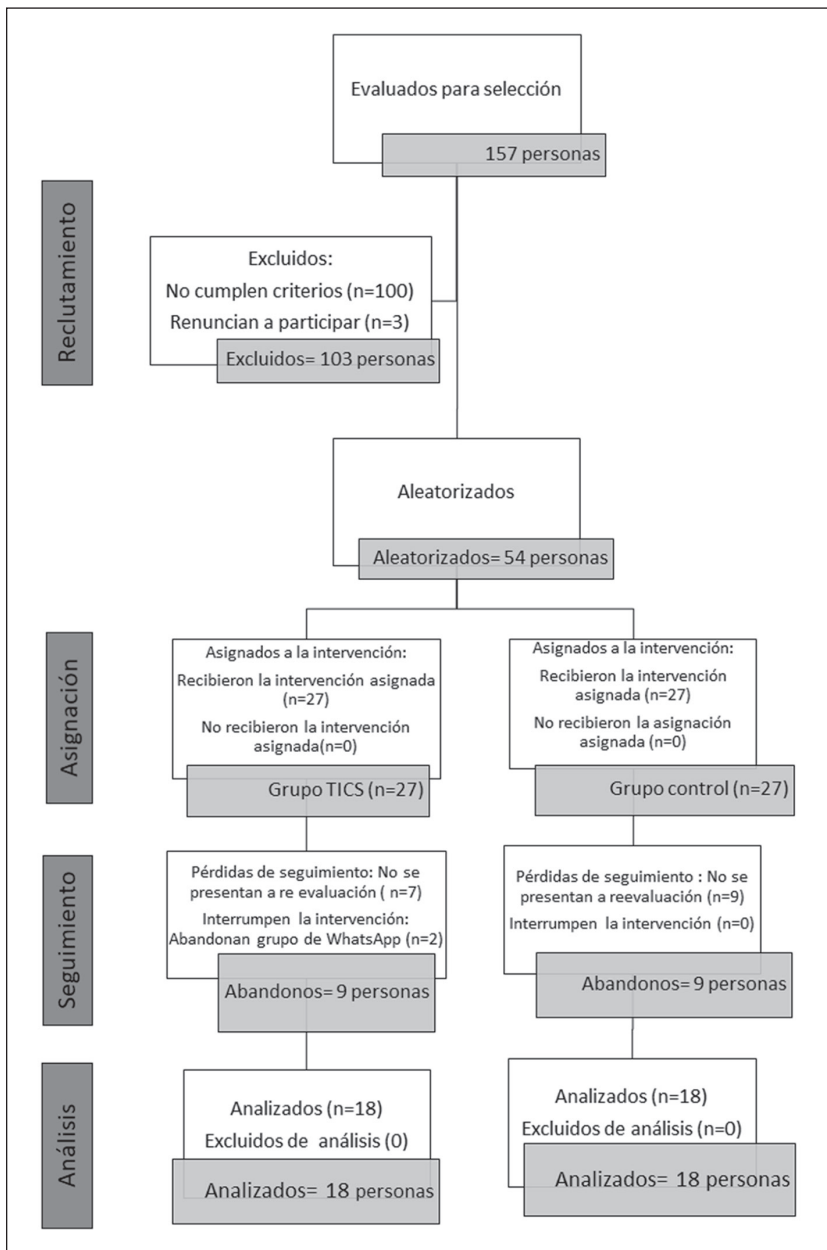 Evaluados para selección
157 personas
Reclutamiento
Excluidos:
No cumplen criterios (n=100)
Renuncian a participar (n=3)
Excluidos= 103 personas
Aleatorizados
Aleatorizados= 54 personas
Asignación
Asignados a la intervención:
Recibieron la intervención asignada
(n=27)
No recibieron la intervención
asignada(n=0)
Grupo TICS (n=27)
Asignados a la intervención:
Recibieron la intervención
asignada (n=27)
No recibieron la asignación
asignada (n=0)
Grupo control (n=27)
Seguimiento
Pérdidas de seguimiento: No se
presentan a re evaluación ( n=7)
Interrumpen la intervención:
Abandonan grupo de WhatsApp (n=2)
Abandonos= 9 personas
Pérdidas de seguimiento : No se
presentan a reevaluación (n=9)
Interrumpen la intervención (n=0)
Abandonos= 9 personas
Análisis
Analizados (n=18)
Excluidos de análisis (0)
Analizados= 18 personas
Analizados (n=18)
Excluidos de análisis (n=0)
Analizados= 18 personas